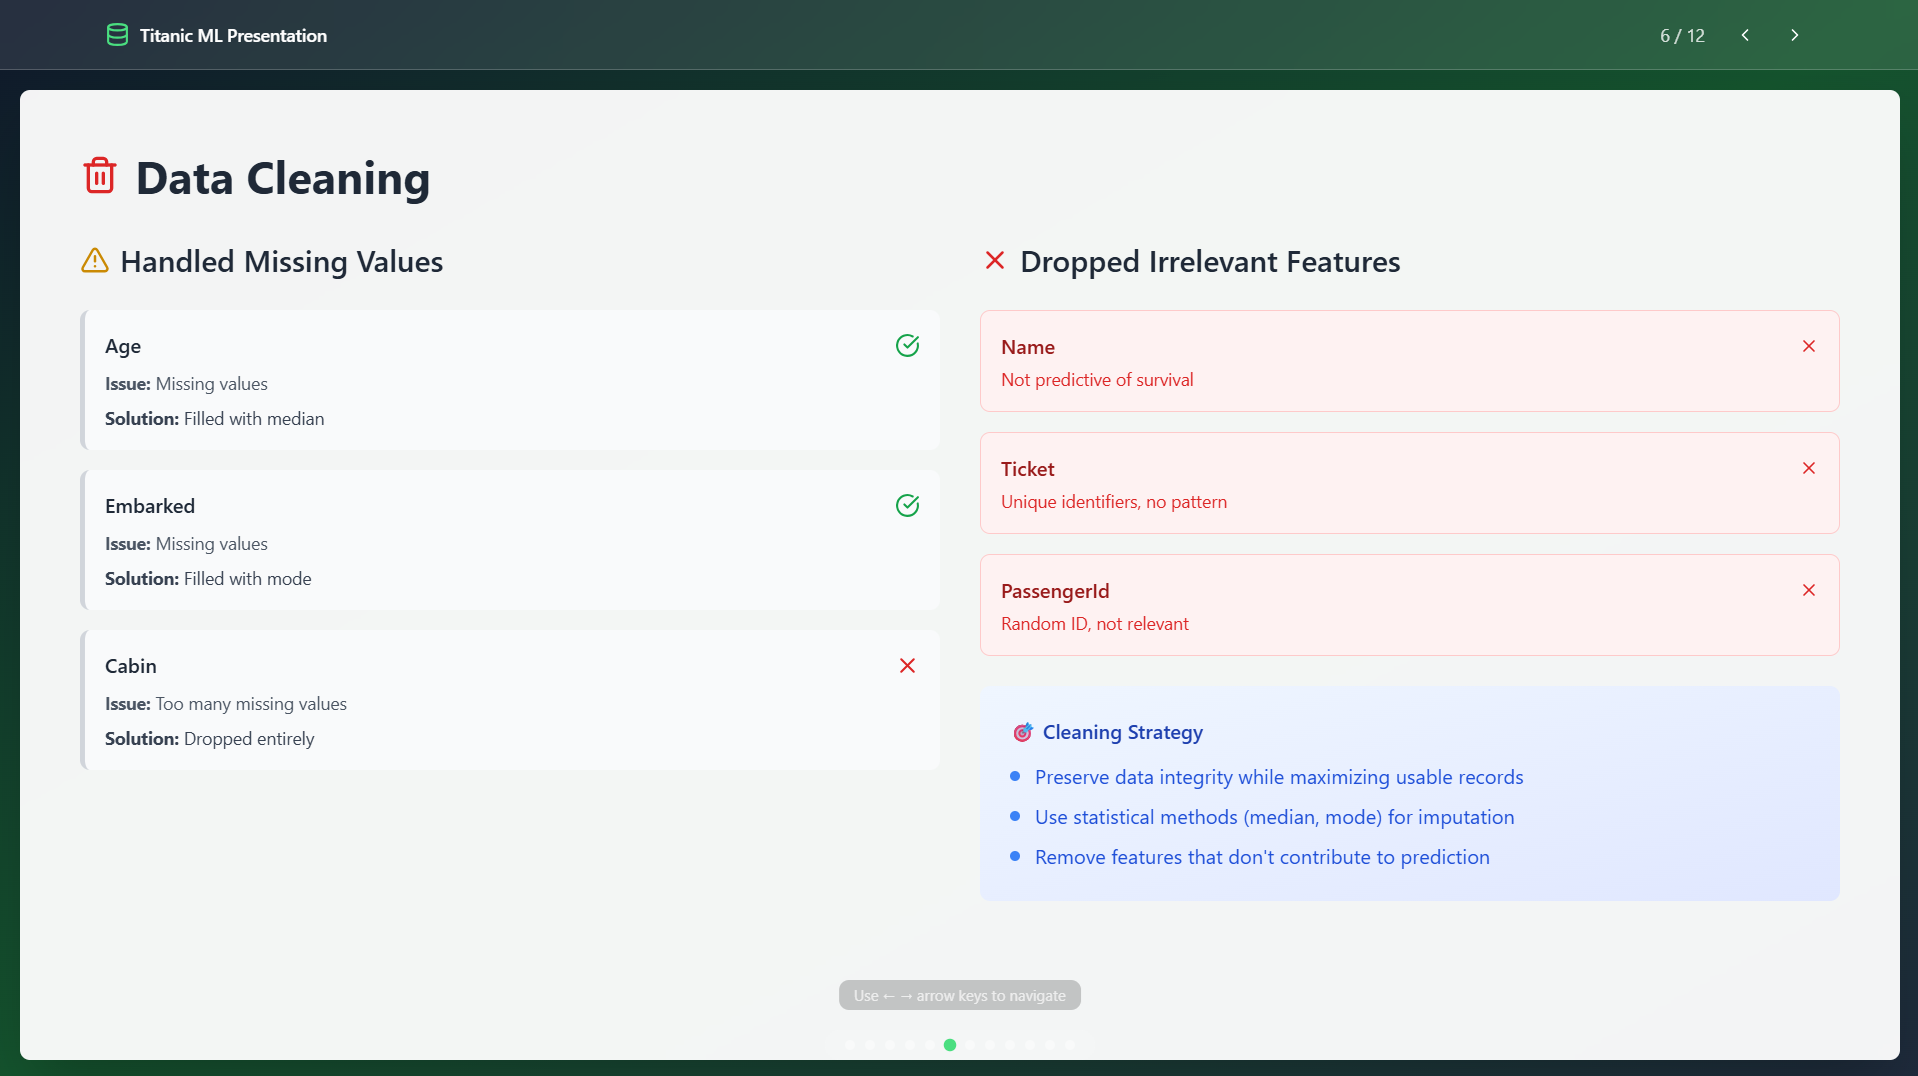 Titanic ML Presentation
6 / 12
Data Cleaning
Handled Missing Values
Age
Issue: Missing values
Solution: Filled with median
Embarked
Issue: Missing values
Solution: Filled with mode
Cabin
Issue: Too many missing values
Solution: Dropped entirely
Dropped Irrelevant Features
Name
Not predictive of survival
Ticket
Unique identifiers, no pattern
PassengerId
Random ID, not relevant
Cleaning Strategy
Preserve data integrity while maximizing usable records
Use statistical methods (median, mode) for imputation
Remove features that don't contribute to prediction
Use ← → arrow keys to navigate